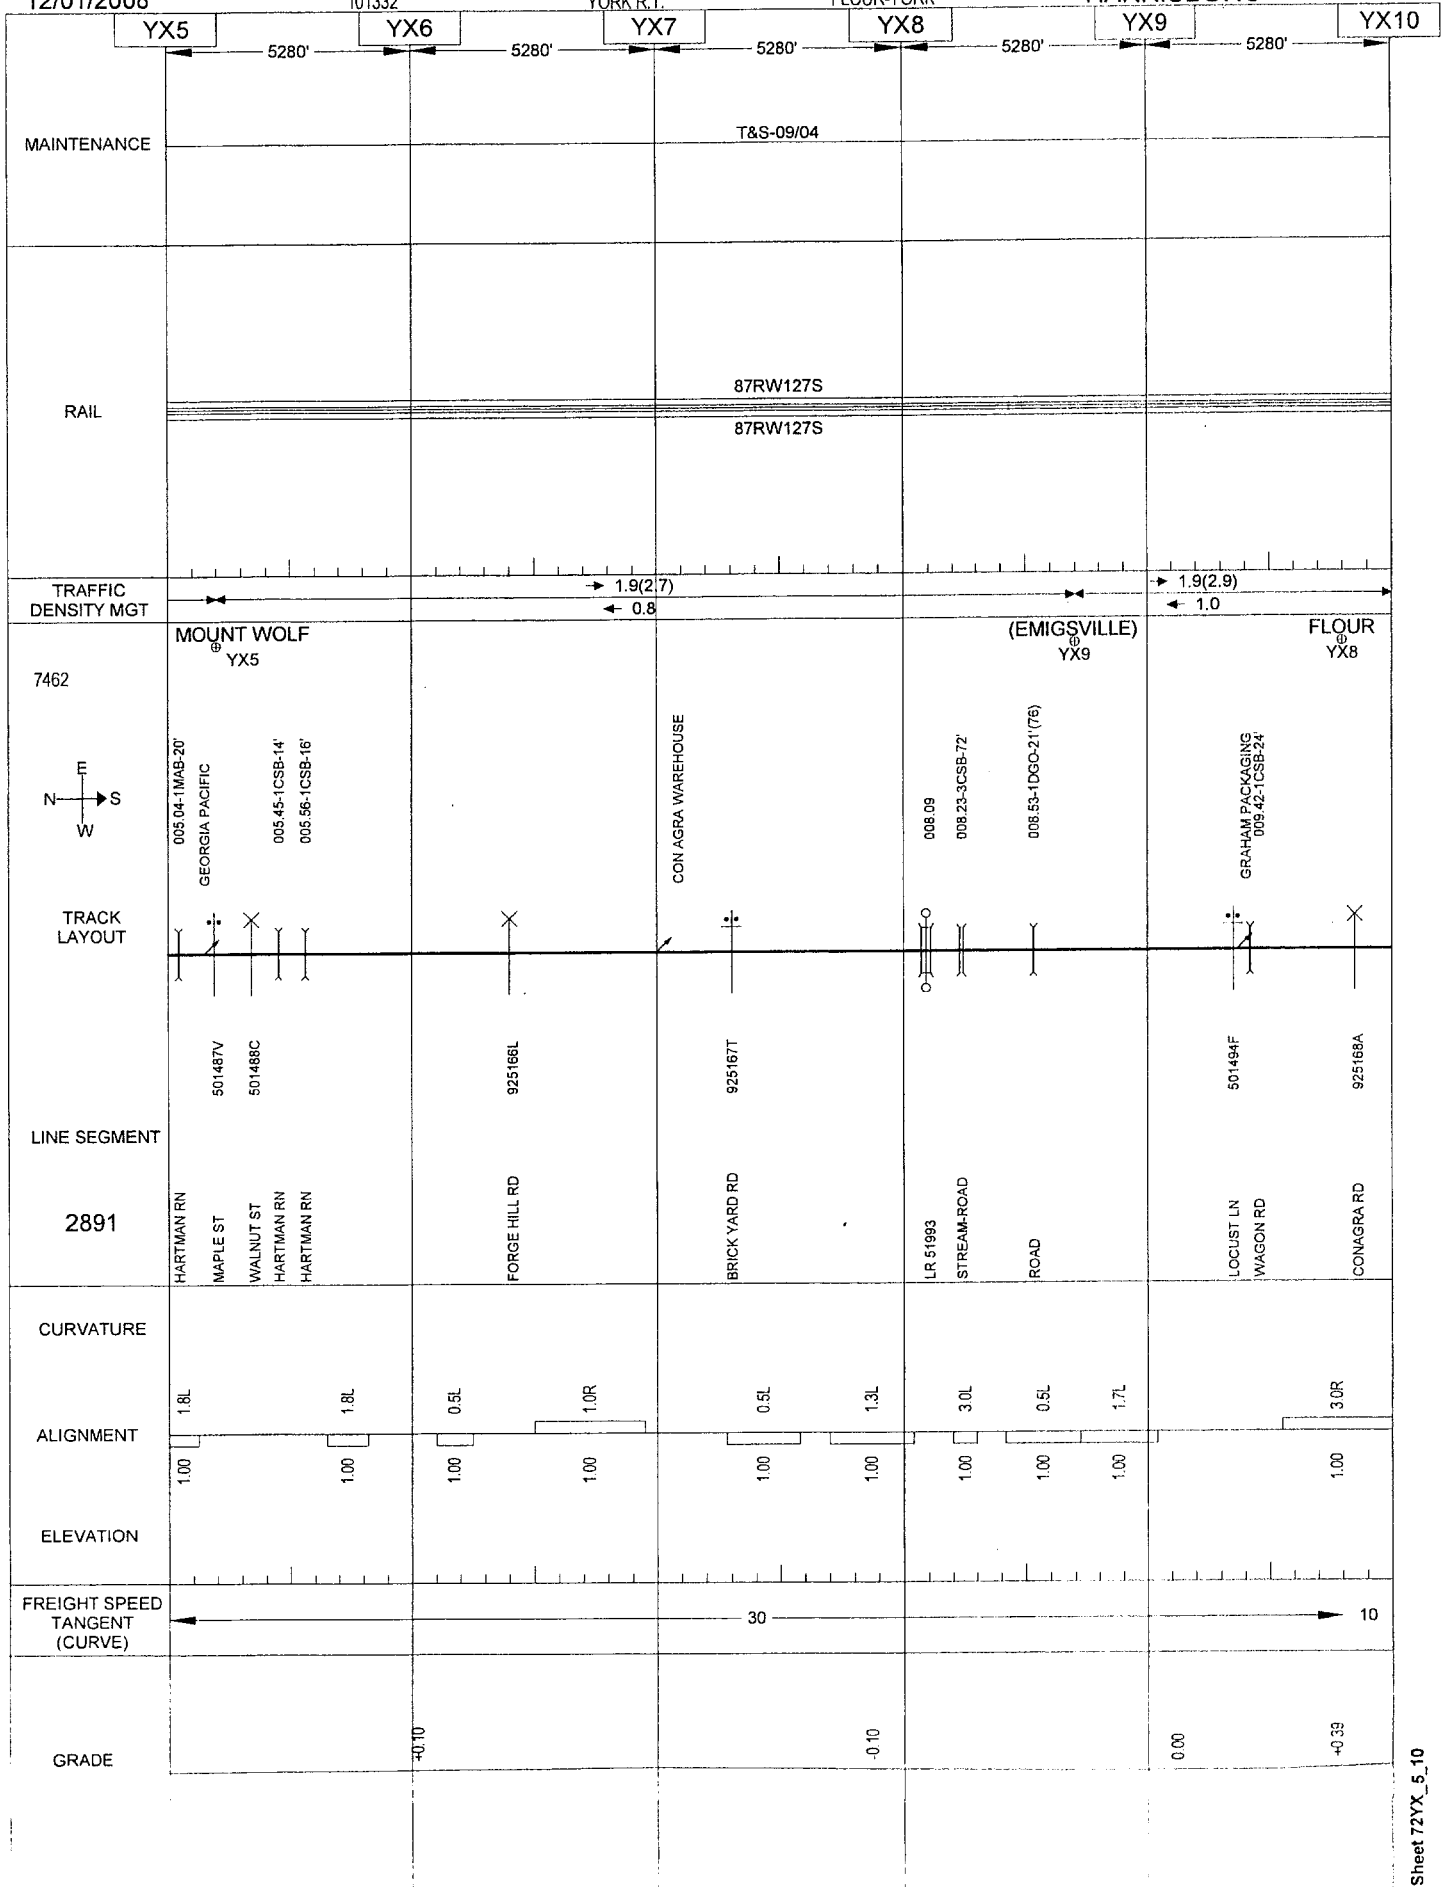 12/01/2008 101332 YORK R.T. FLOUR-YORK HARRISBURG
YX5 YX6 YX7 YX8 YX9 YX10
5280' 5280' 5280' 5280' 5280'
MAINTENANCE
T&S-09/04
RAIL
87RW127S
87RW127S
TRAFFIC
DENSITY MGT
1.9(2.7)
0.8
1.9(2.9)
1.0
MOUNT WOLF
YX5
(EMIGSVILLE)
YX9
FLOUR
YX8
7462
E
N S
W
005.04-1MAB-20'
GEORGIA PACIFIC
005.45-1CSB-14'
005.56-1CSB-16'
CON AGRA WAREHOUSE
008.09
008.23-3CSB-72'
008.53-1DGO-21'(76)
GRAHAM PACKAGING
009.42-1CSB-24'
TRACK
LAYOUT
501487V
501488C
925166L
925167T
501494F
925168A
LINE SEGMENT
2891
HARTMAN RN
MAPLE ST
WALNUT ST
HARTMAN RN
HARTMAN RN
FORGE HILL RD
BRICK YARD RD
LR 51993
STREAM-ROAD
ROAD
LOCUST LN
WAGON RD
CONAGRA RD
CURVATURE
1.8L 1.8L 0.5L 1.0R 0.5L 1.3L 3.0L 0.5L 1.7L 3.0R
ALIGNMENT
1.00 1.00 1.00 1.00 1.00 1.00 1.00 1.00 1.00 1.00
ELEVATION
FREIGHT SPEED
TANGENT
(CURVE)
30 10
GRADE
+0.10 -0.10 0.00 +0.39
Sheet 72YX_5_10